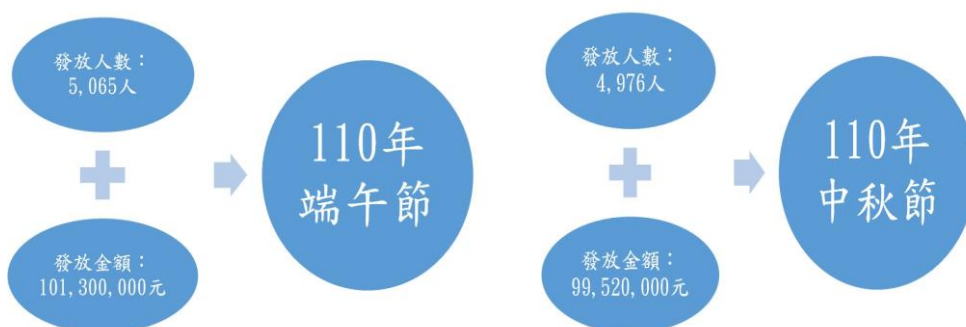 發放人數：
5,065人
發放金額：
101,300,000元
110年
端午節
發放人數：
4,976人
發放金額：
99,520,000元
110年
中秋節